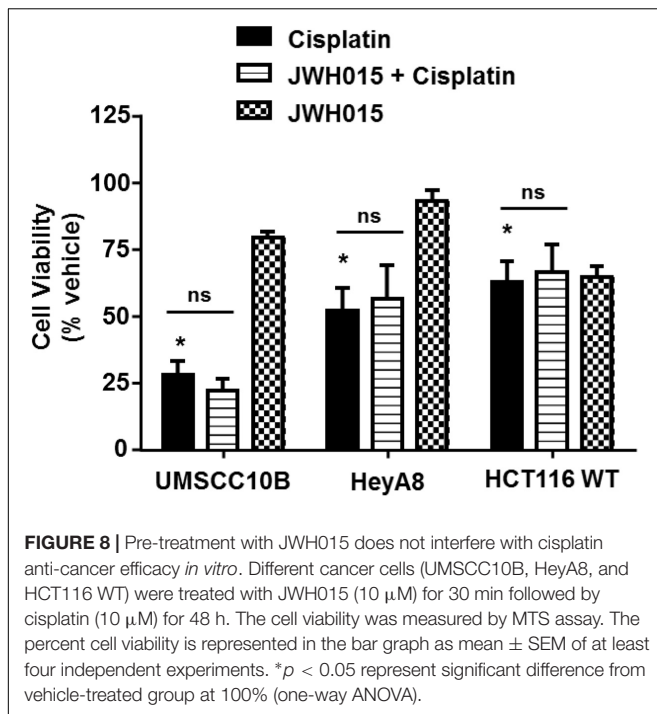 Cisplatin
JWH015 + Cisplatin
JWH015
Cell Viability
(% vehicle)
125
100
75
50
25
0
ns
*
ns
*
ns
*
UMSCC10B
HeyA8
HCT116 WT
FIGURE 8 | Pre-treatment with JWH015 does not interfere with cisplatin
anti-cancer efficacy in vitro. Different cancer cells (UMSCC10B, HeyA8, and
HCT116 WT) were treated with JWH015 (10 μM) for 30 min followed by
cisplatin (10 μM) for 48 h. The cell viability was measured by MTS assay. The
percent cell viability is represented in the bar graph as mean ± SEM of at least
four independent experiments. *p < 0.05 represent significant difference from
vehicle-treated group at 100% (one-way ANOVA).